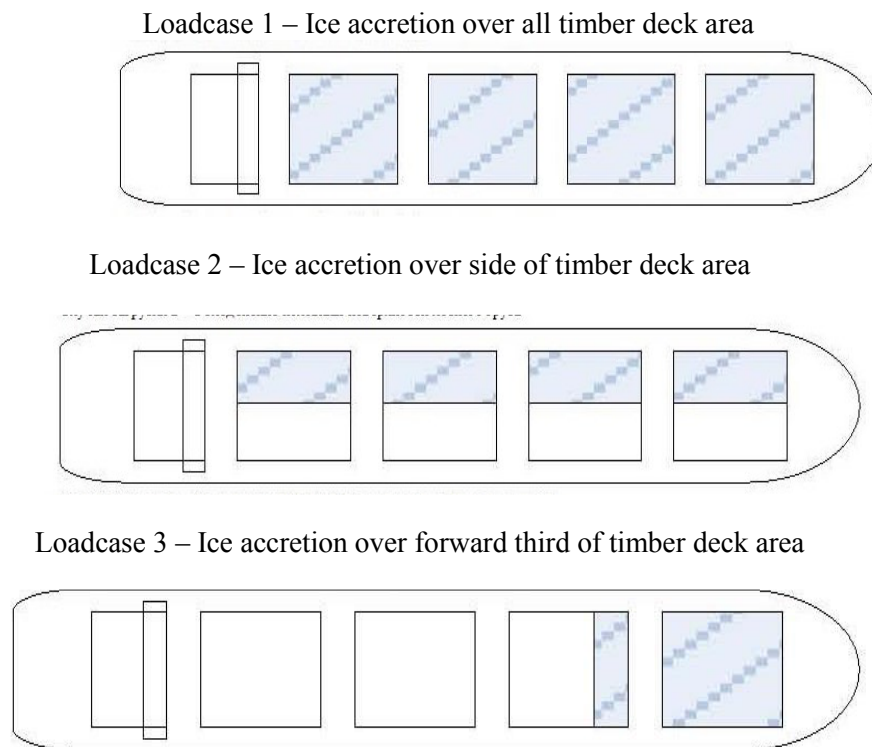 Loadcase 1 – Ice accretion over all timber deck area
Loadcase 2 – Ice accretion over side of timber deck area
Loadcase 3 – Ice accretion over forward third of timber deck area